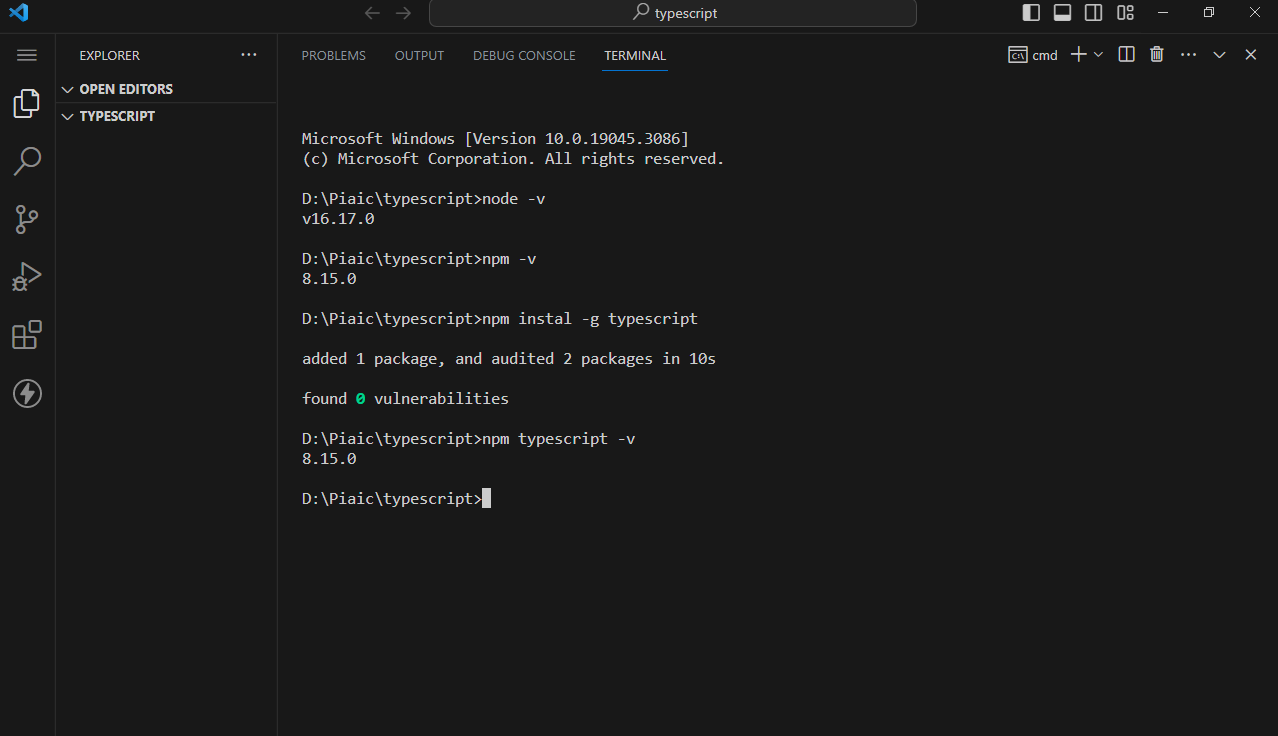 typescript
EXPLORER
PROBLEMS OUTPUT DEBUG CONSOLE TERMINAL
cmd
OPEN EDITORS
TYPESCRIPT
Microsoft Windows [Version 10.0.19045.3086]
(c) Microsoft Corporation. All rights reserved.
D:\Piaic\typescript>node -v
v16.17.0
D:\Piaic\typescript>npm -v
8.15.0
D:\Piaic\typescript>npm instal -g typescript
added 1 package, and audited 2 packages in 10s
found 0 vulnerabilities
D:\Piaic\typescript>npm typescript -v
8.15.0
D:\Piaic\typescript>